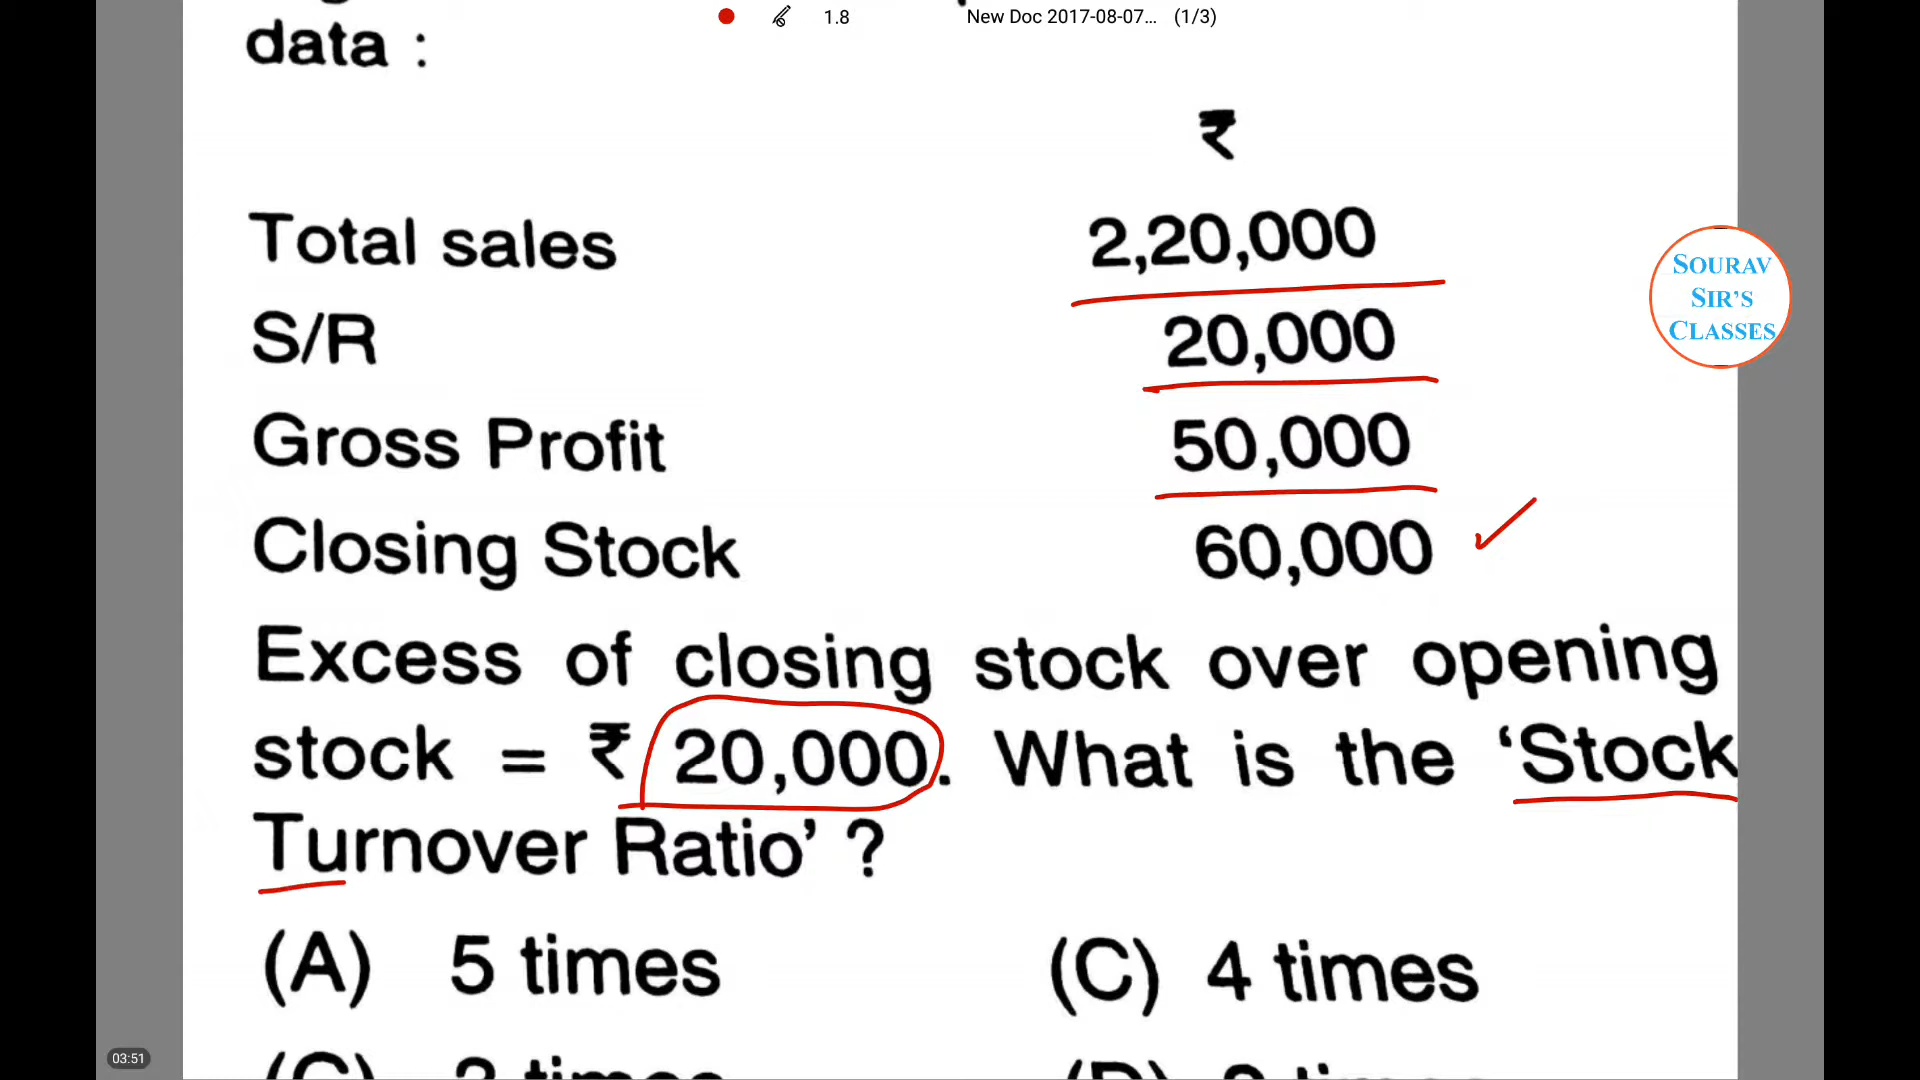 1.8 New Doc 2017-08-07... (1/3)
data :
₹
Total sales 2,20,000
S/R 20,000
Gross Profit 50,000
Closing Stock 60,000
Excess of closing stock over opening
stock = ₹ 20,000. What is the ‘Stock
Turnover Ratio’ ?
(A) 5 times (C) 4 times
SOURAV
SIR'S
CLASSES
03:51